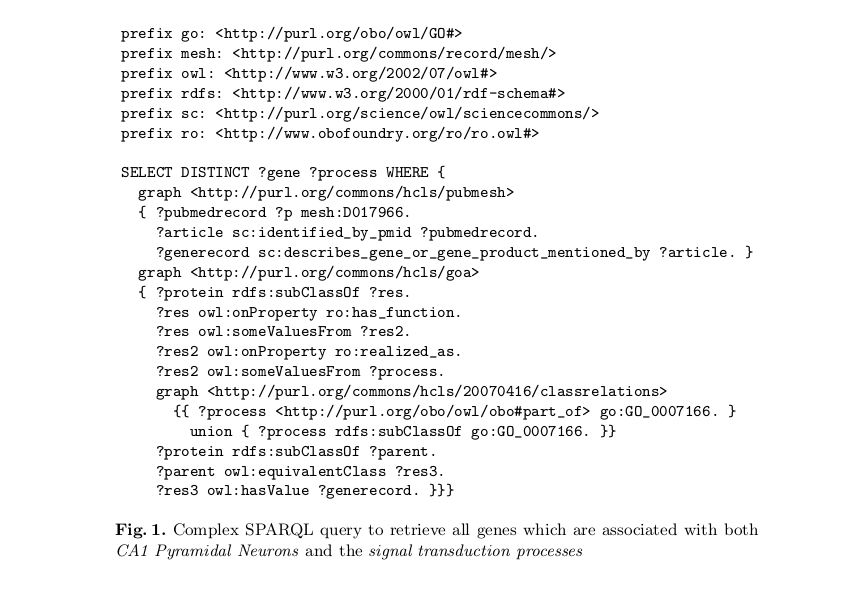 prefix go: <http://purl.org/obo/owl/GO#>
prefix mesh: <http://purl.org/commons/record/mesh/>
prefix owl: <http://www.w3.org/2002/07/owl#>
prefix rdfs: <http://www.w3.org/2000/01/rdf-schema#>
prefix sc: <http://purl.org/science/owl/sciencecommons/>
prefix ro: <http://www.obofoundry.org/ro/ro.owl#>
SELECT DISTINCT ?gene ?process WHERE {
graph <http://purl.org/commons/hcls/pubmesh>
{ ?pubmedrecord ?p mesh:D017966.
?article sc:identified_by_pmid ?pubmedrecord.
?generecord sc:describes_gene_or_gene_product_mentioned_by ?article. }
graph <http://purl.org/commons/hcls/goa>
{ ?protein rdfs:subClassOf ?res.
?res owl:onProperty ro:has_function.
?res owl:someValuesFrom ?res2.
?res2 owl:onProperty ro:realized_as.
?res2 owl:someValuesFrom ?process.
graph <http://purl.org/commons/hcls/20070416/classrelations>
{{ ?process <http://purl.org/obo/owl/obo#part_of> go:GO_0007166. }
union { ?process rdfs:subClassOf go:GO_0007166. }}
?protein rdfs:subClassOf ?parent.
?parent owl:equivalentClass ?res3.
?res3 owl:hasValue ?generecord. }}}
Fig. 1. Complex SPARQL query to retrieve all genes which are associated with both
CA1 Pyramidal Neurons and the signal transduction processes